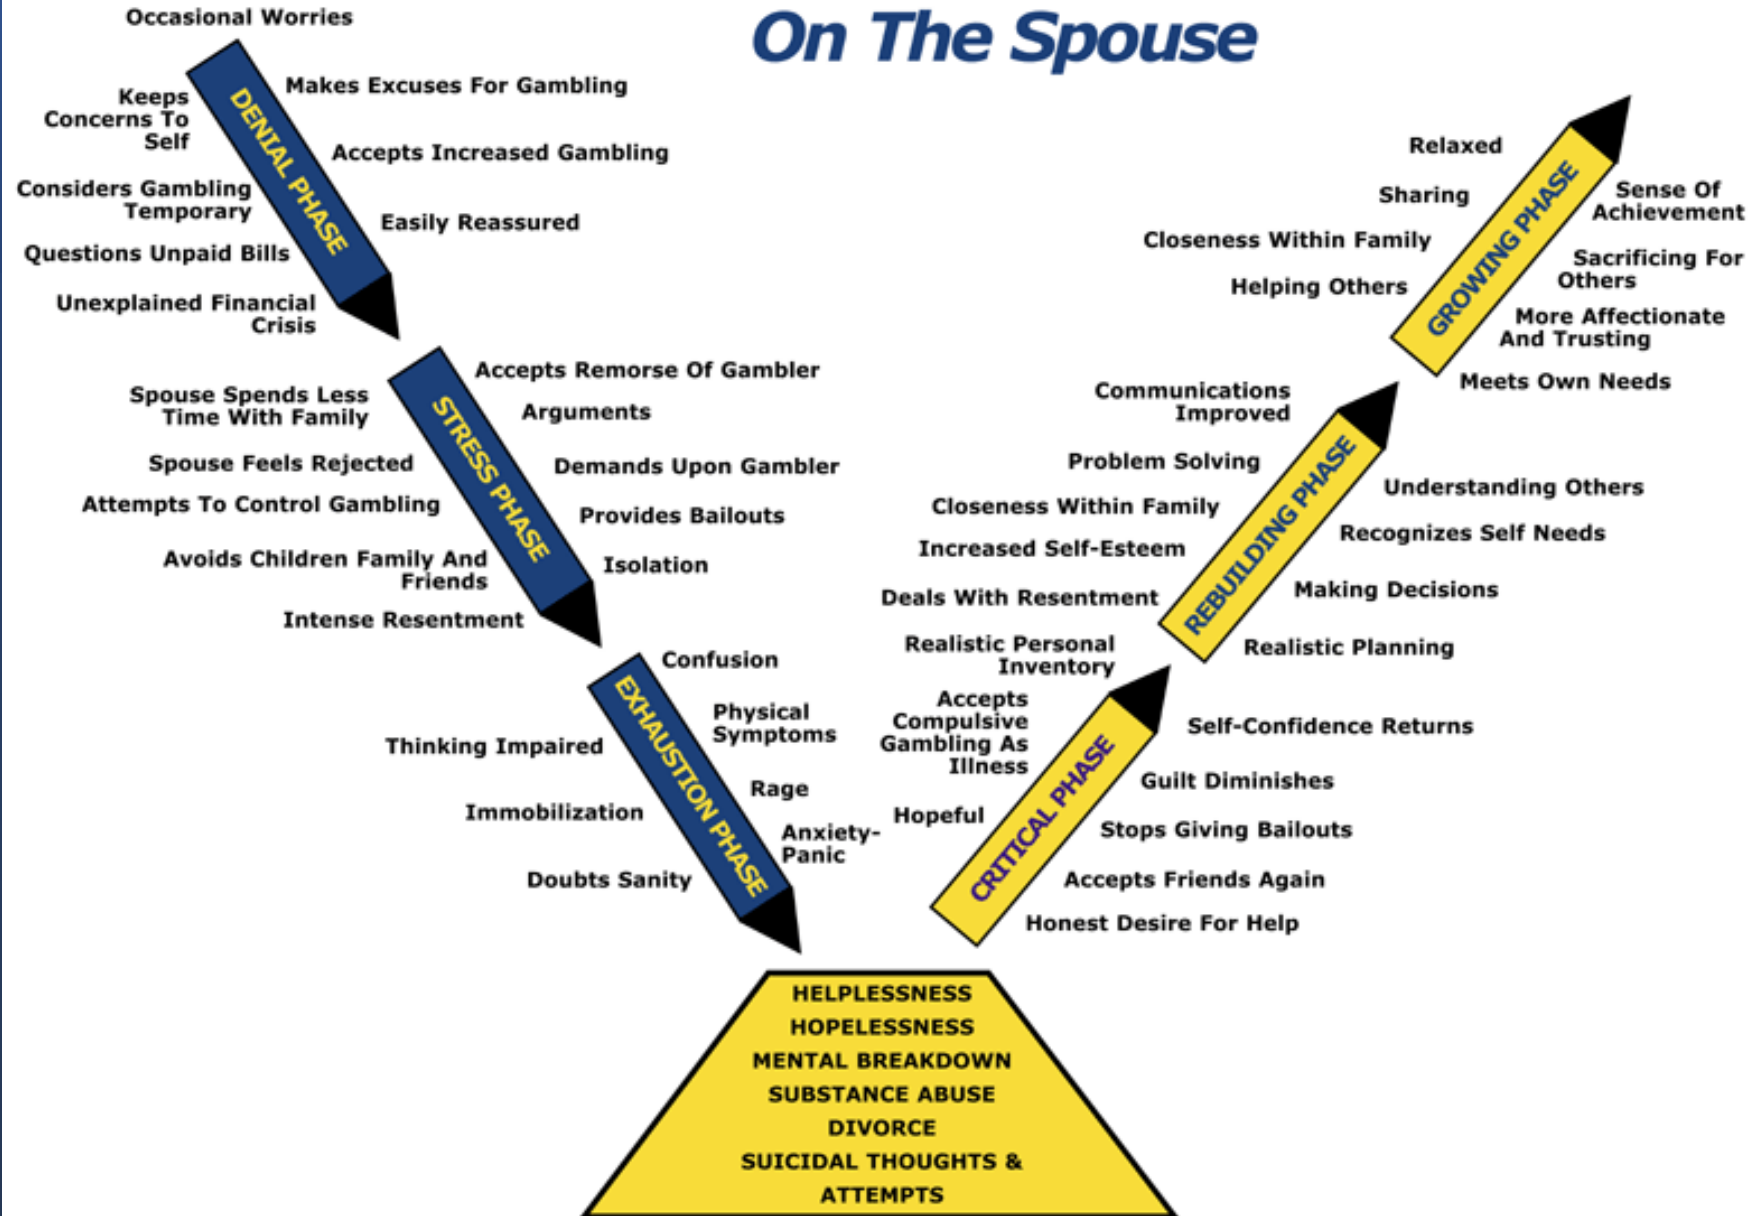 On The Spouse
Occasional Worries
DENIAL PHASE
Keeps
Concerns To
Self
Considers Gambling
Temporary
Questions Unpaid Bills
Unexplained Financial
Crisis
Makes Excuses For Gambling
Accepts Increased Gambling
Easily Reassured
STRESS PHASE
Spouse Spends Less
Time With Family
Spouse Feels Rejected
Attempts To Control Gambling
Avoids Children Family And
Friends
Intense Resentment
Accepts Remorse Of Gambler
Arguments
Demands Upon Gambler
Provides Bailouts
Isolation
EXHAUSTION PHASE
Thinking Impaired
Immobilization
Doubts Sanity
Confusion
Physical
Symptoms
Rage
Anxiety-
Panic
HELPLESSNESS
HOPELESSNESS
MENTAL BREAKDOWN
SUBSTANCE ABUSE
DIVORCE
SUICIDAL THOUGHTS &
ATTEMPTS
CRITICAL PHASE
Realistic Personal
Inventory
Accepts
Compulsive
Gambling As
Illness
Hopeful
Self-Confidence Returns
Guilt Diminishes
Stops Giving Bailouts
Accepts Friends Again
Honest Desire For Help
REBUILDING PHASE
Communications
Improved
Problem Solving
Closeness Within Family
Increased Self-Esteem
Deals With Resentment
Understanding Others
Recognizes Self Needs
Making Decisions
Realistic Planning
GROWING PHASE
Relaxed
Sharing
Closeness Within Family
Helping Others
Sense Of
Achievement
Sacrificing For
Others
More Affectionate
And Trusting
Meets Own Needs